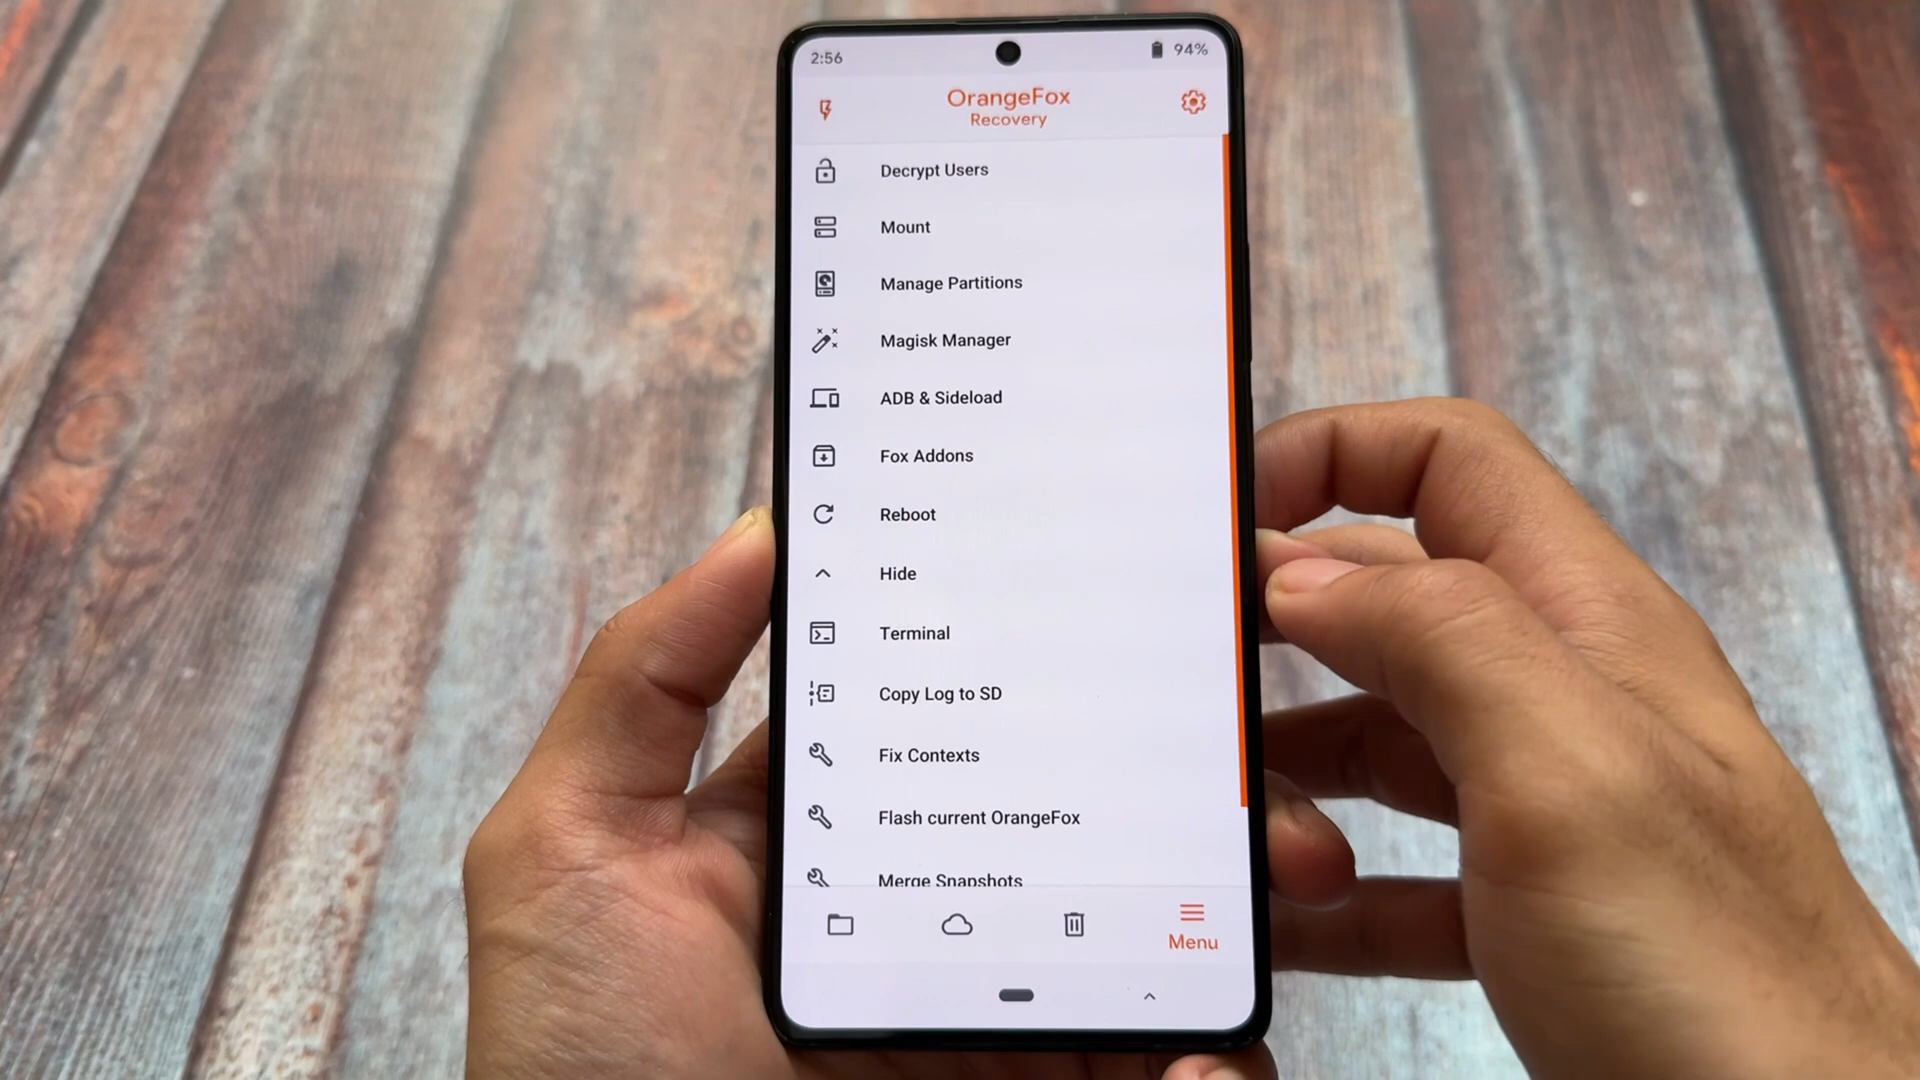 2:56
94%
OrangeFox
Recovery
Decrypt Users
Mount
Manage Partitions
Magisk Manager
ADB & Sideload
Fox Addons
Reboot
Hide
Terminal
Copy Log to SD
Fix Contexts
Flash current OrangeFox
Merge Snapshots
Menu